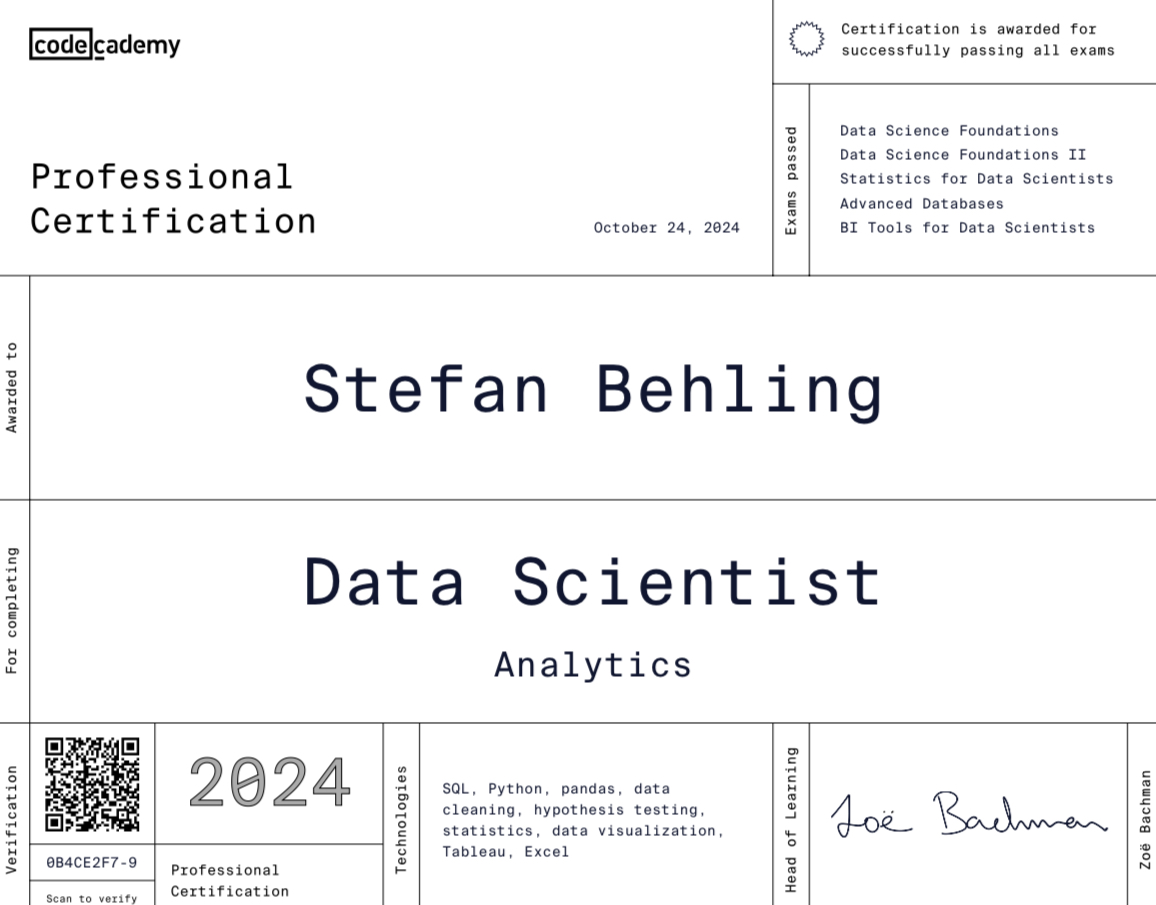 codecademy
Certification is awarded for
successfully passing all exams
Professional
Certification
October 24, 2024
Exams passed
Data Science Foundations
Data Science Foundations II
Statistics for Data Scientists
Advanced Databases
BI Tools for Data Scientists
Awarded to
Stefan Behling
For completing
Data Scientist
Analytics
Verification
0B4CE2F7-9
Scan to verify
2024
Professional
Certification
Technologies
SQL, Python, pandas, data
cleaning, hypothesis testing,
statistics, data visualization,
Tableau, Excel
Head of Learning
Zoë Bachman
Zoë Bachman